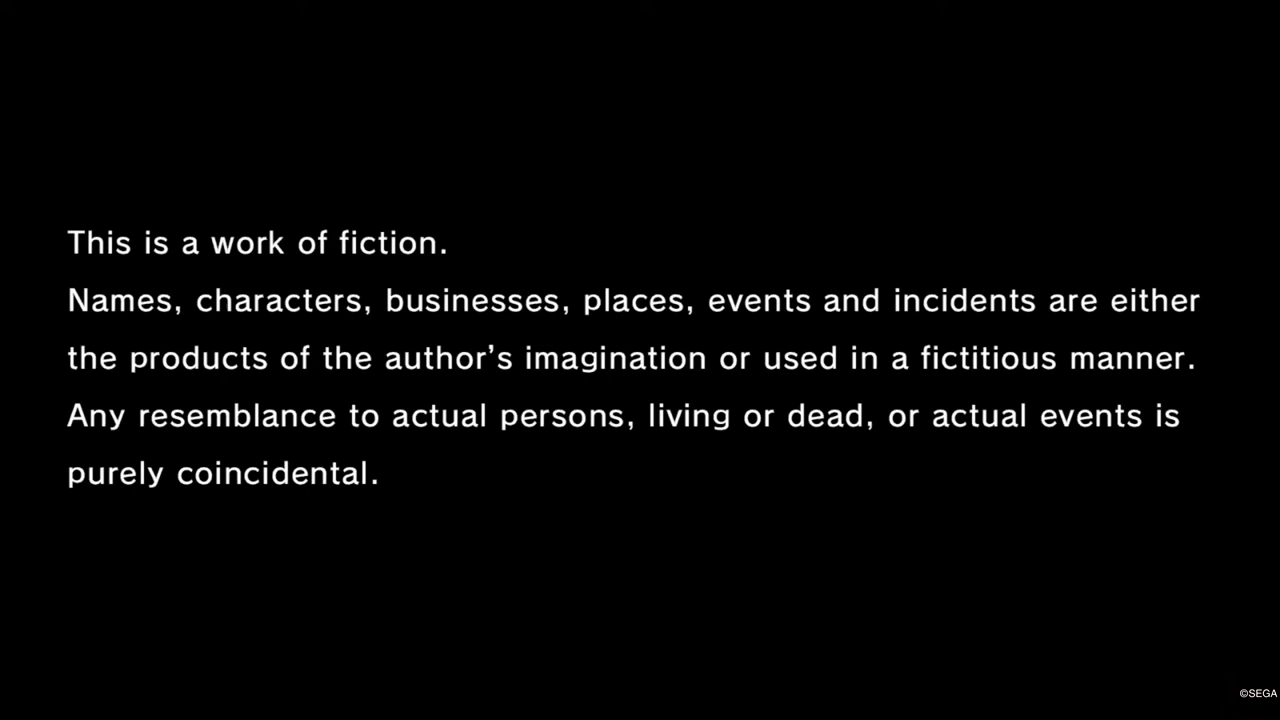 This is a work of fiction.
Names, characters, businesses, places, events and incidents are either
the products of the author’s imagination or used in a fictitious manner.
Any resemblance to actual persons, living or dead, or actual events is
purely coincidental.
©SEGA